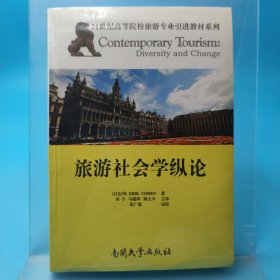 21世纪高等院校旅游专业引进教材系列
Contemporary Tourism:
Diversity and Change
旅游社会学纵论
(以色列) ERIK COHEN 著
巫宁 马聪玲 陈立平 主译
张广瑞 审校
南开大学出版社